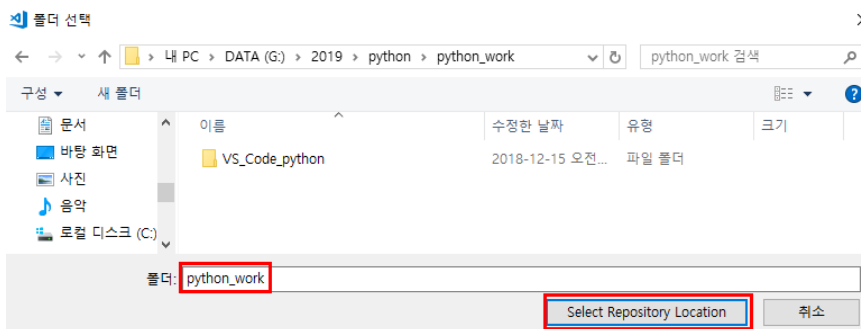 폴더 선택
내 PC > DATA (G:) > 2019 > python > python_work
python_work 검색
구성
새 폴더
?
이름
수정한 날짜
유형
크기
문서
바탕 화면
사진
음악
로컬 디스크 (C:)
VS_Code_python
2018-12-15 오전...
파일 폴더
폴더: python_work
Select Repository Location
취소